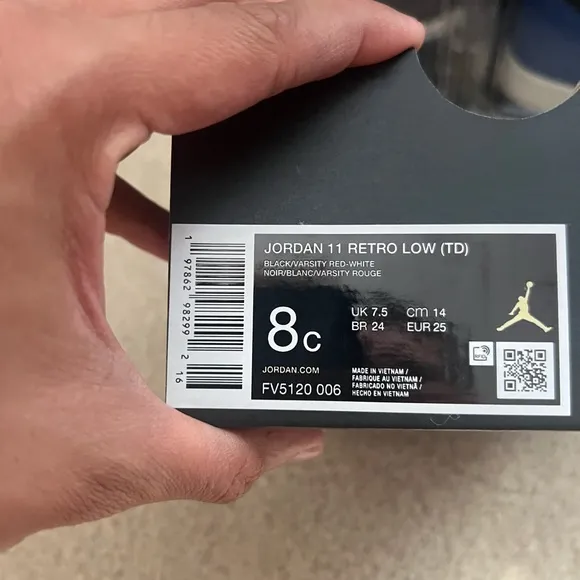 JORDAN 11 RETRO LOW (TD)
BLACK/VARSITY RED-WHITE
NOIR/BLANC/VARSITY ROUGE
8C
UK 7.5 CM 14
BR 24 EUR 25
JORDAN.COM
FV5120 006
MADE IN VIETNAM /
FABRIQUE AU VIETNAM /
FABRICADO NO VIETNÃ /
HECHO EN VIETNAM
RFID
1 97862 98299 2 16